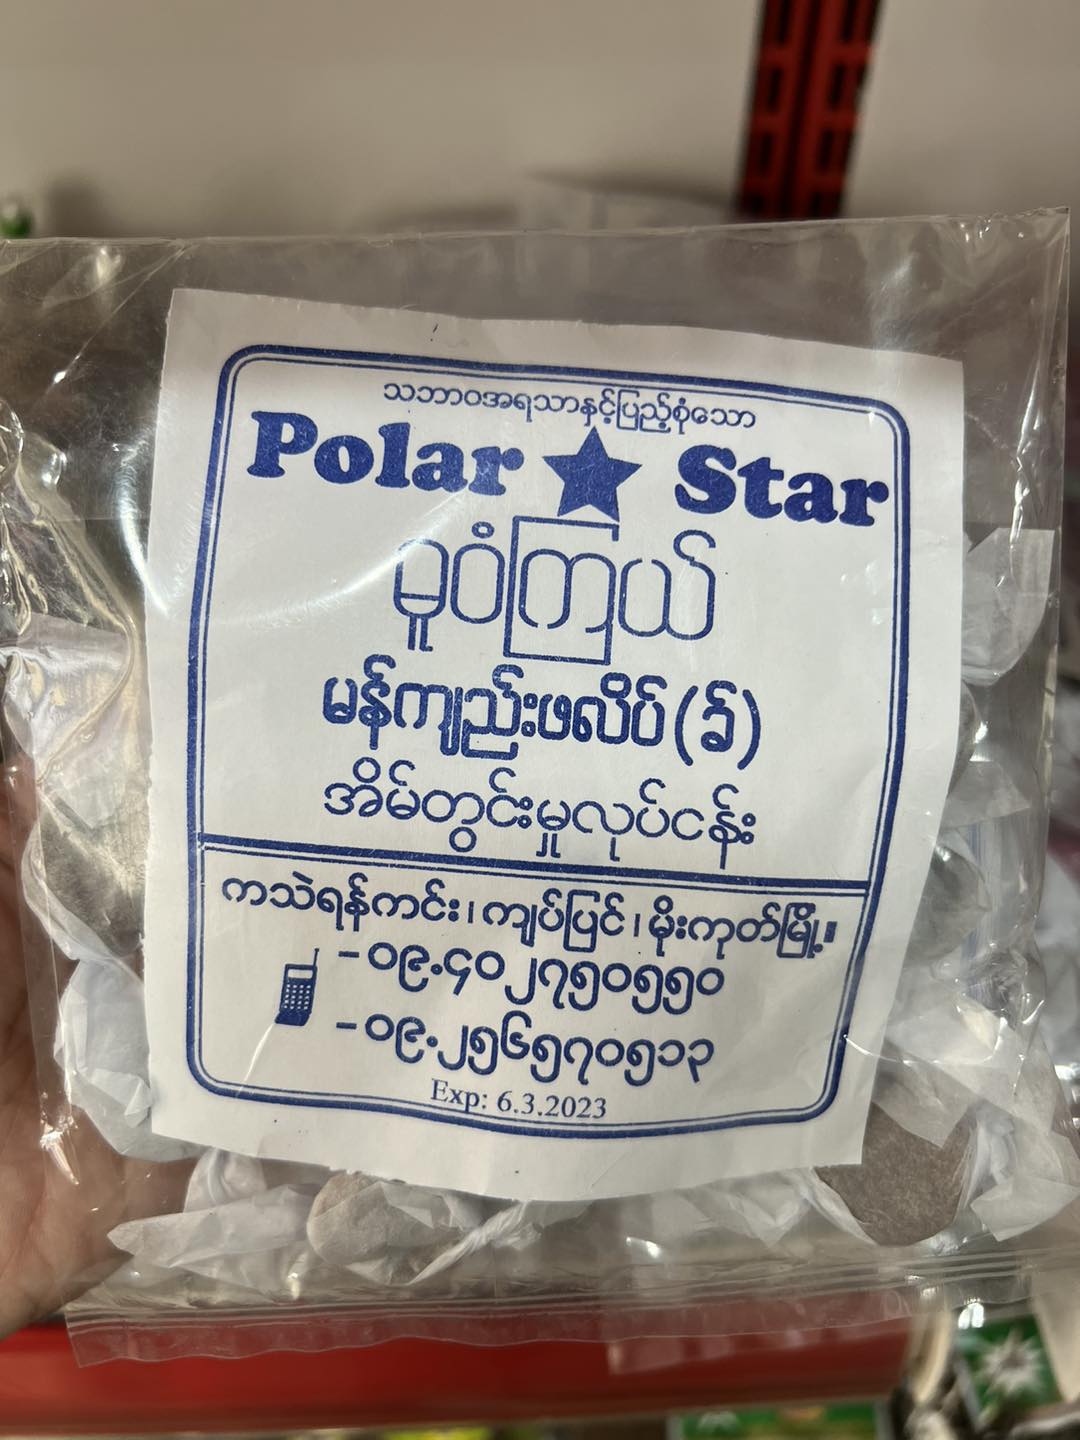 သဘာဝအရသာနှင့်ပြည့်စုံသော
Polar ★ Star
မူဝံကြယ်
မန်ကျည်းဖလိပ်(ခ်)
အိမ်တွင်းမှုလုပ်ငန်း
ကသဲရန်ကင်း၊ ကျပ်ပြင်၊ မိုးကုတ်မြို့။
-၀၉.၄၀၂၇၅၀၅၅၀
-၀၉.၂၅၆၅၇၀၅၁၃
Exp: 6.3.2023